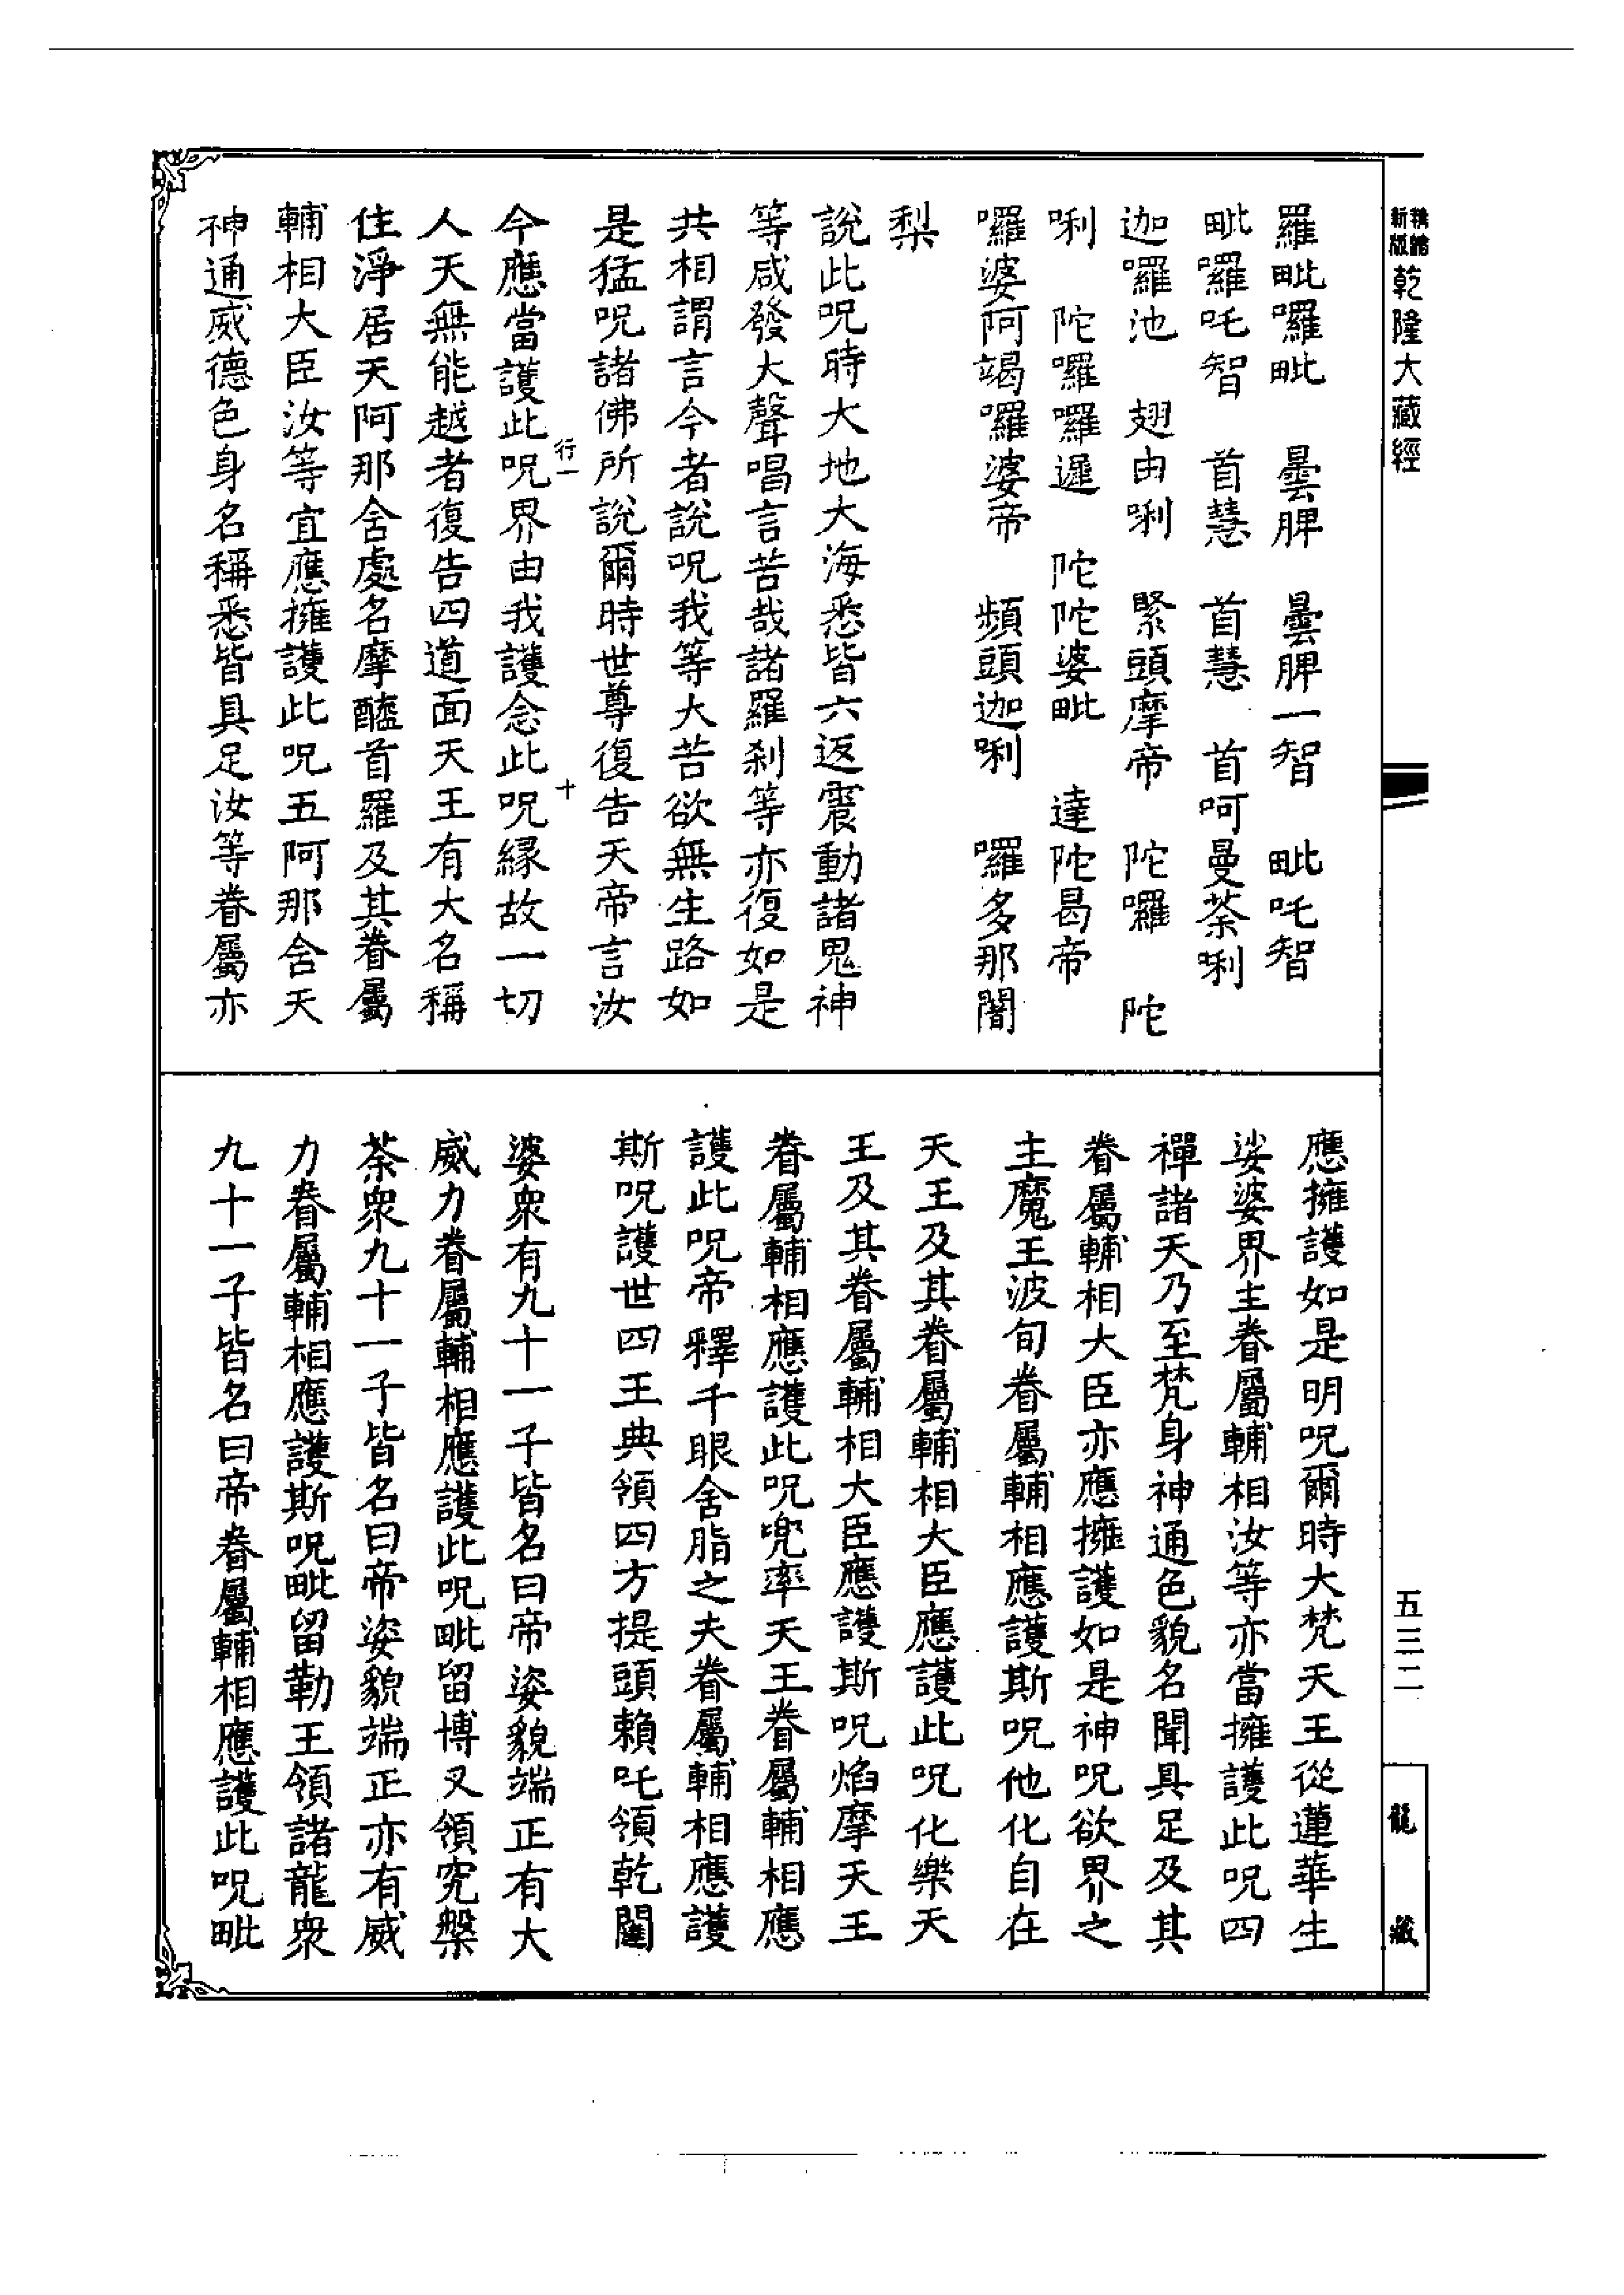 新版
乾隆大藏經
羅毗囉毗　曇脾　曇脾一智　毗吒智
毗囉吒智　首慧　首慧　首呵曼荼唎
迦囉池　翅由唎　緊頭摩帝　陀囉　陀
唎　陀囉囉遲　陀陀婆毗　達陀曷帝
囉婆阿竭囉婆帝　頻頭迦唎　囉多那闍
梨
說此呪時大地大海悉皆六返震動諸鬼神
等咸發大聲唱言苦哉諸羅刹等亦復如是
共相謂言今者說呪我等大苦欲無生路如
是猛呪諸佛所說爾時世尊復告天帝言汝
行一　十
今應當護此呪界由我護念此呪緣故一切
人天無能越者復告四道面天王有大名稱
住淨居天阿那舍處名摩醯首羅及其眷屬
輔相大臣汝等宜應擁護此呪五阿那舍天
神通威德色身名稱悉皆具足汝等眷屬亦
應擁護如是明呪爾時大梵天王從蓮華生
娑婆界主眷屬輔相汝等亦當擁護此呪四
禪諸天乃至梵身神通色貌名聞具足及其
眷屬輔相大臣亦應擁護如是神呪欲界之
主魔王波旬眷屬輔相應護斯呪他化自在
天王及其眷屬輔相大臣應護此呪化樂天
王及其眷屬輔相大臣應護斯呪焰摩天王
眷屬輔相應護此呪兜率天王眷屬輔相應
護此呪帝釋千眼舍脂之夫眷屬輔相應護
斯呪護世四王典領四方提頭賴吒領乾闥
婆衆有九十一子皆名曰帝姿貌端正有大
威力眷屬輔相應護此呪毗留博叉領究槃
荼衆九十一子皆名曰帝姿貌端正亦有威
力眷屬輔相應護斯呪毗留勒王領諸龍衆
九十一子皆名曰帝眷屬輔相應護此呪毗
五三二
龍藏